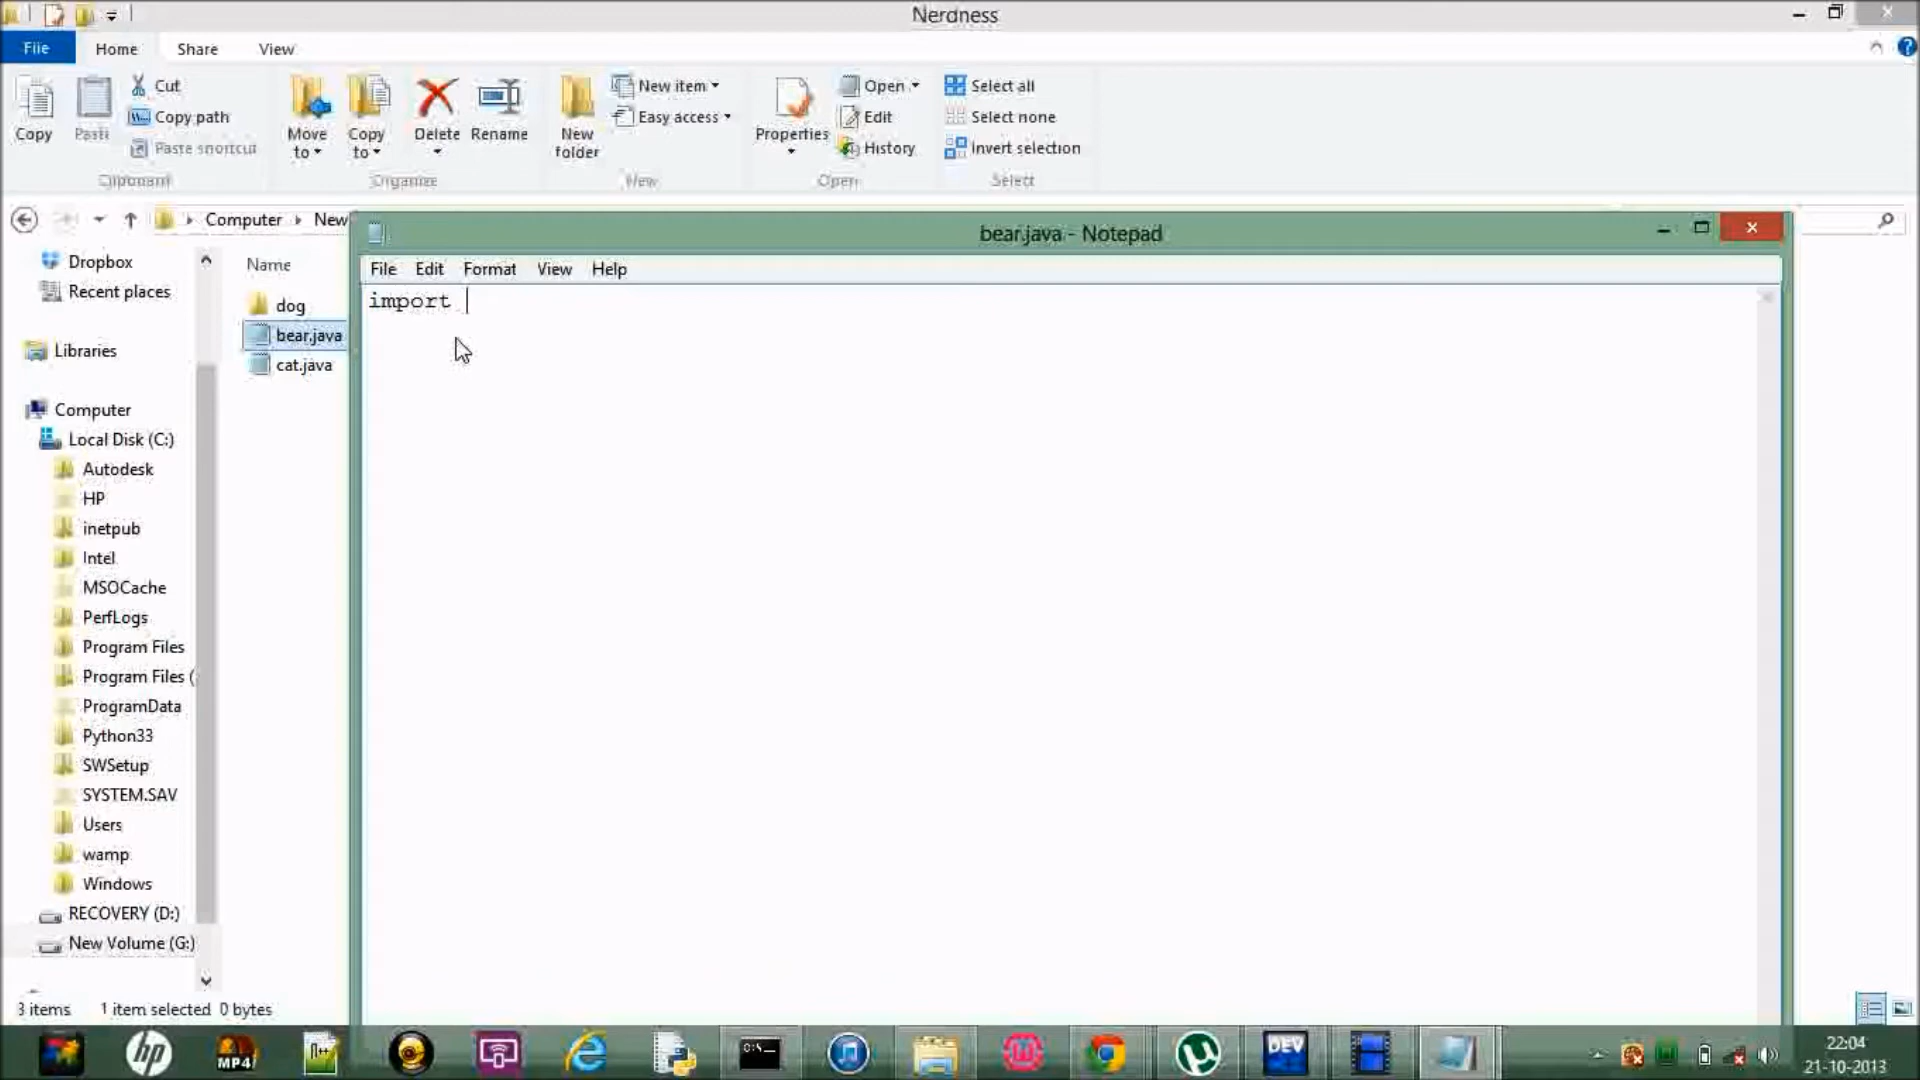 Nerdness
File Home Share View
Copy
Paste
Cut
Copy path
Paste shortcut
Clipboard
Move to
Copy to
Delete
Rename
Organize
New folder
New item
Easy access
New
Properties
Open
Edit
History
Open
Select all
Select none
Invert selection
Select
Computer New
bear.java - Notepad
File Edit Format View Help
import
Dropbox
Recent places
Libraries
Computer
Local Disk (C:)
Autodesk
HP
inetpub
Intel
MSOCache
PerfLogs
Program Files
Program Files (
ProgramData
Python33
SWSetup
SYSTEM.SAV
Users
wamp
Windows
RECOVERY (D:)
New Volume (G:)
Name
dog
bear.java
cat.java
3 items 1 item selected 0 bytes
hp
MP4
C:\_
DEV
22:04
21-10-2013